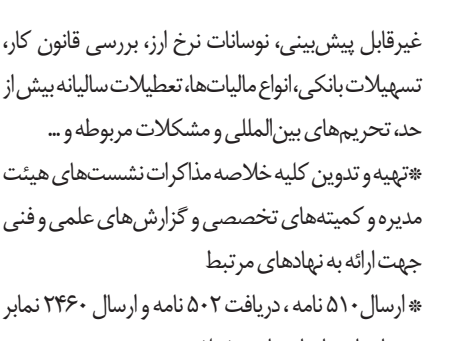 غیرقابل پیش‌بینی، نوسانات نرخ ارز، بررسی قانون کار،
تسهیلات بانکی، انواع مالیات‌ها، تعطیلات سالیانه بیش از
حد، تحریم‌های بین‌المللی و مشکلات مربوطه و ...
*تهیه و تدوین کلیه خلاصه مذاکرات نشست‌های هیئت
مدیره و کمیته‌های تخصصی و گزارش‌های علمی و فنی
جهت ارائه به نهادهای مرتبط
* ارسال ۵۱۰ نامه ، دریافت ۵۰۲ نامه و ارسال ۲۴۶۰ نمابر